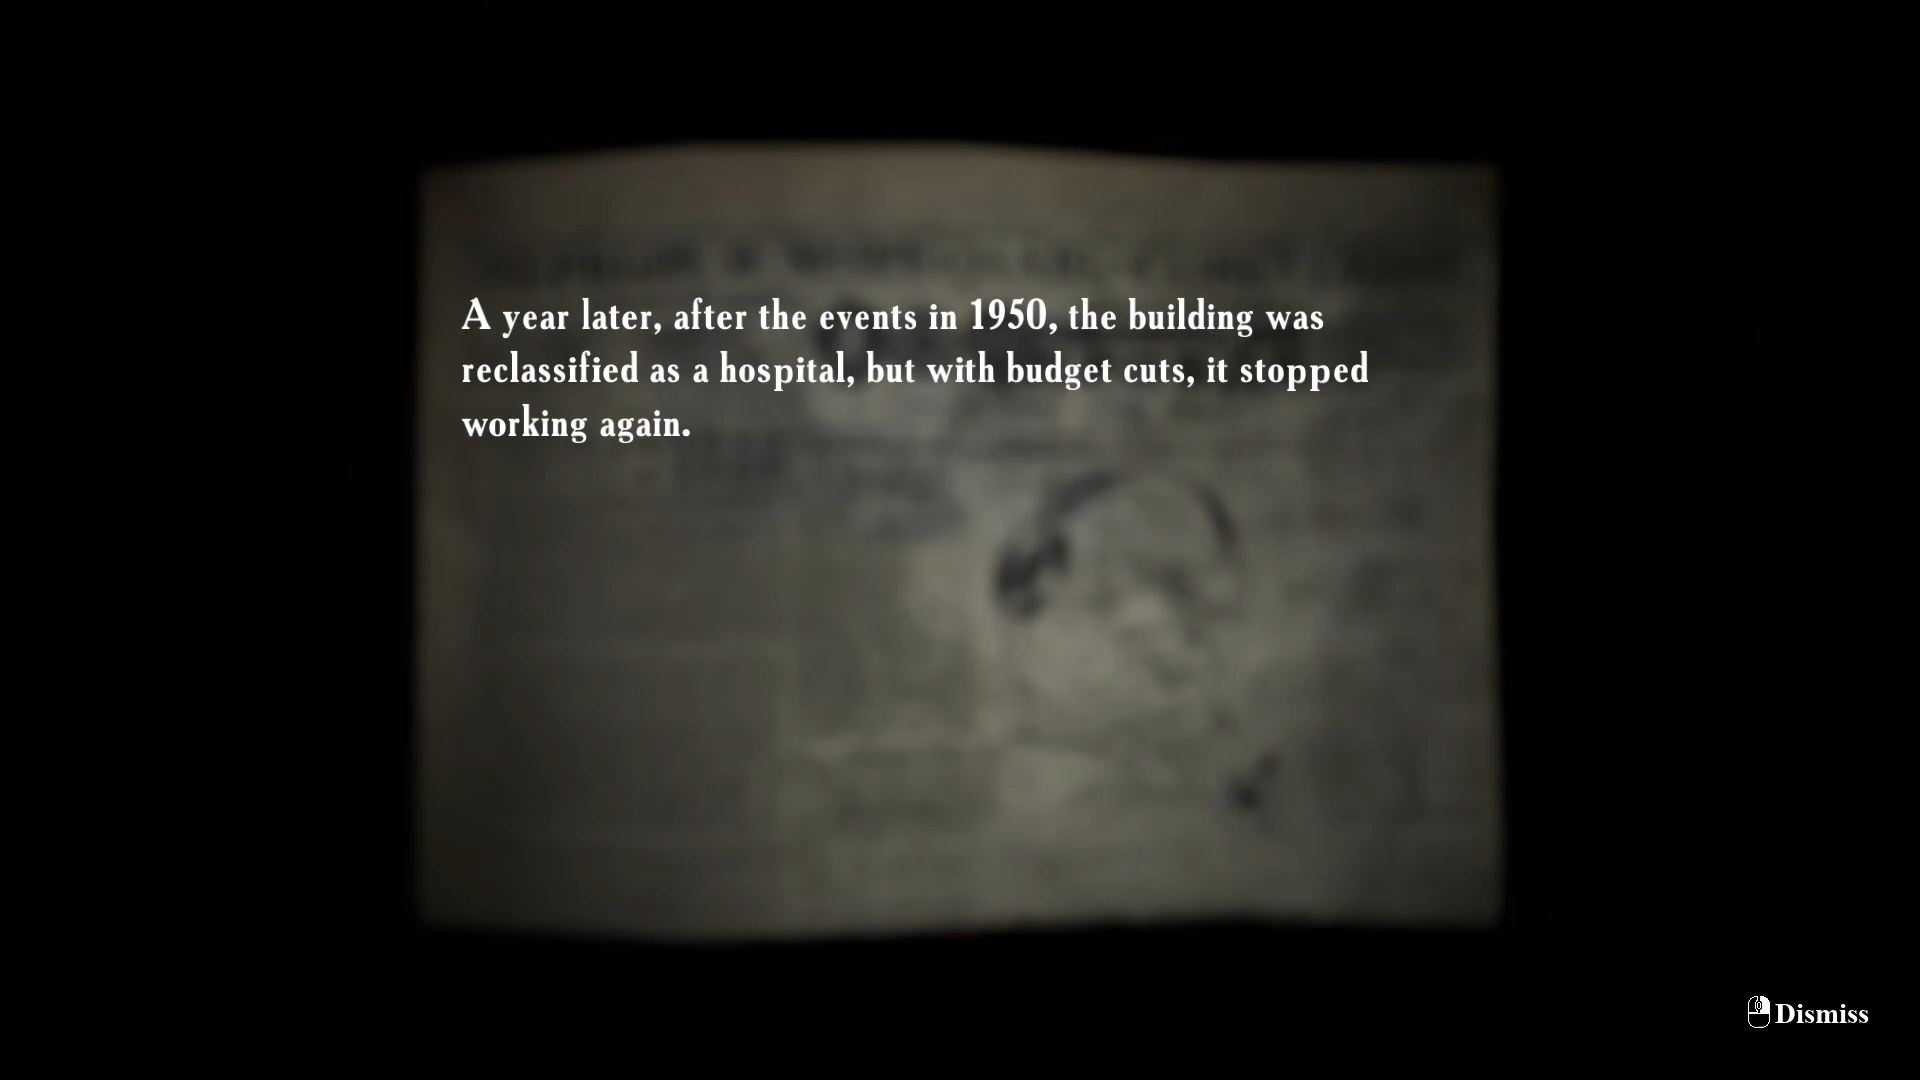 A year later, after the events in 1950, the building was
reclassified as a hospital, but with budget cuts, it stopped
working again.
Dismiss